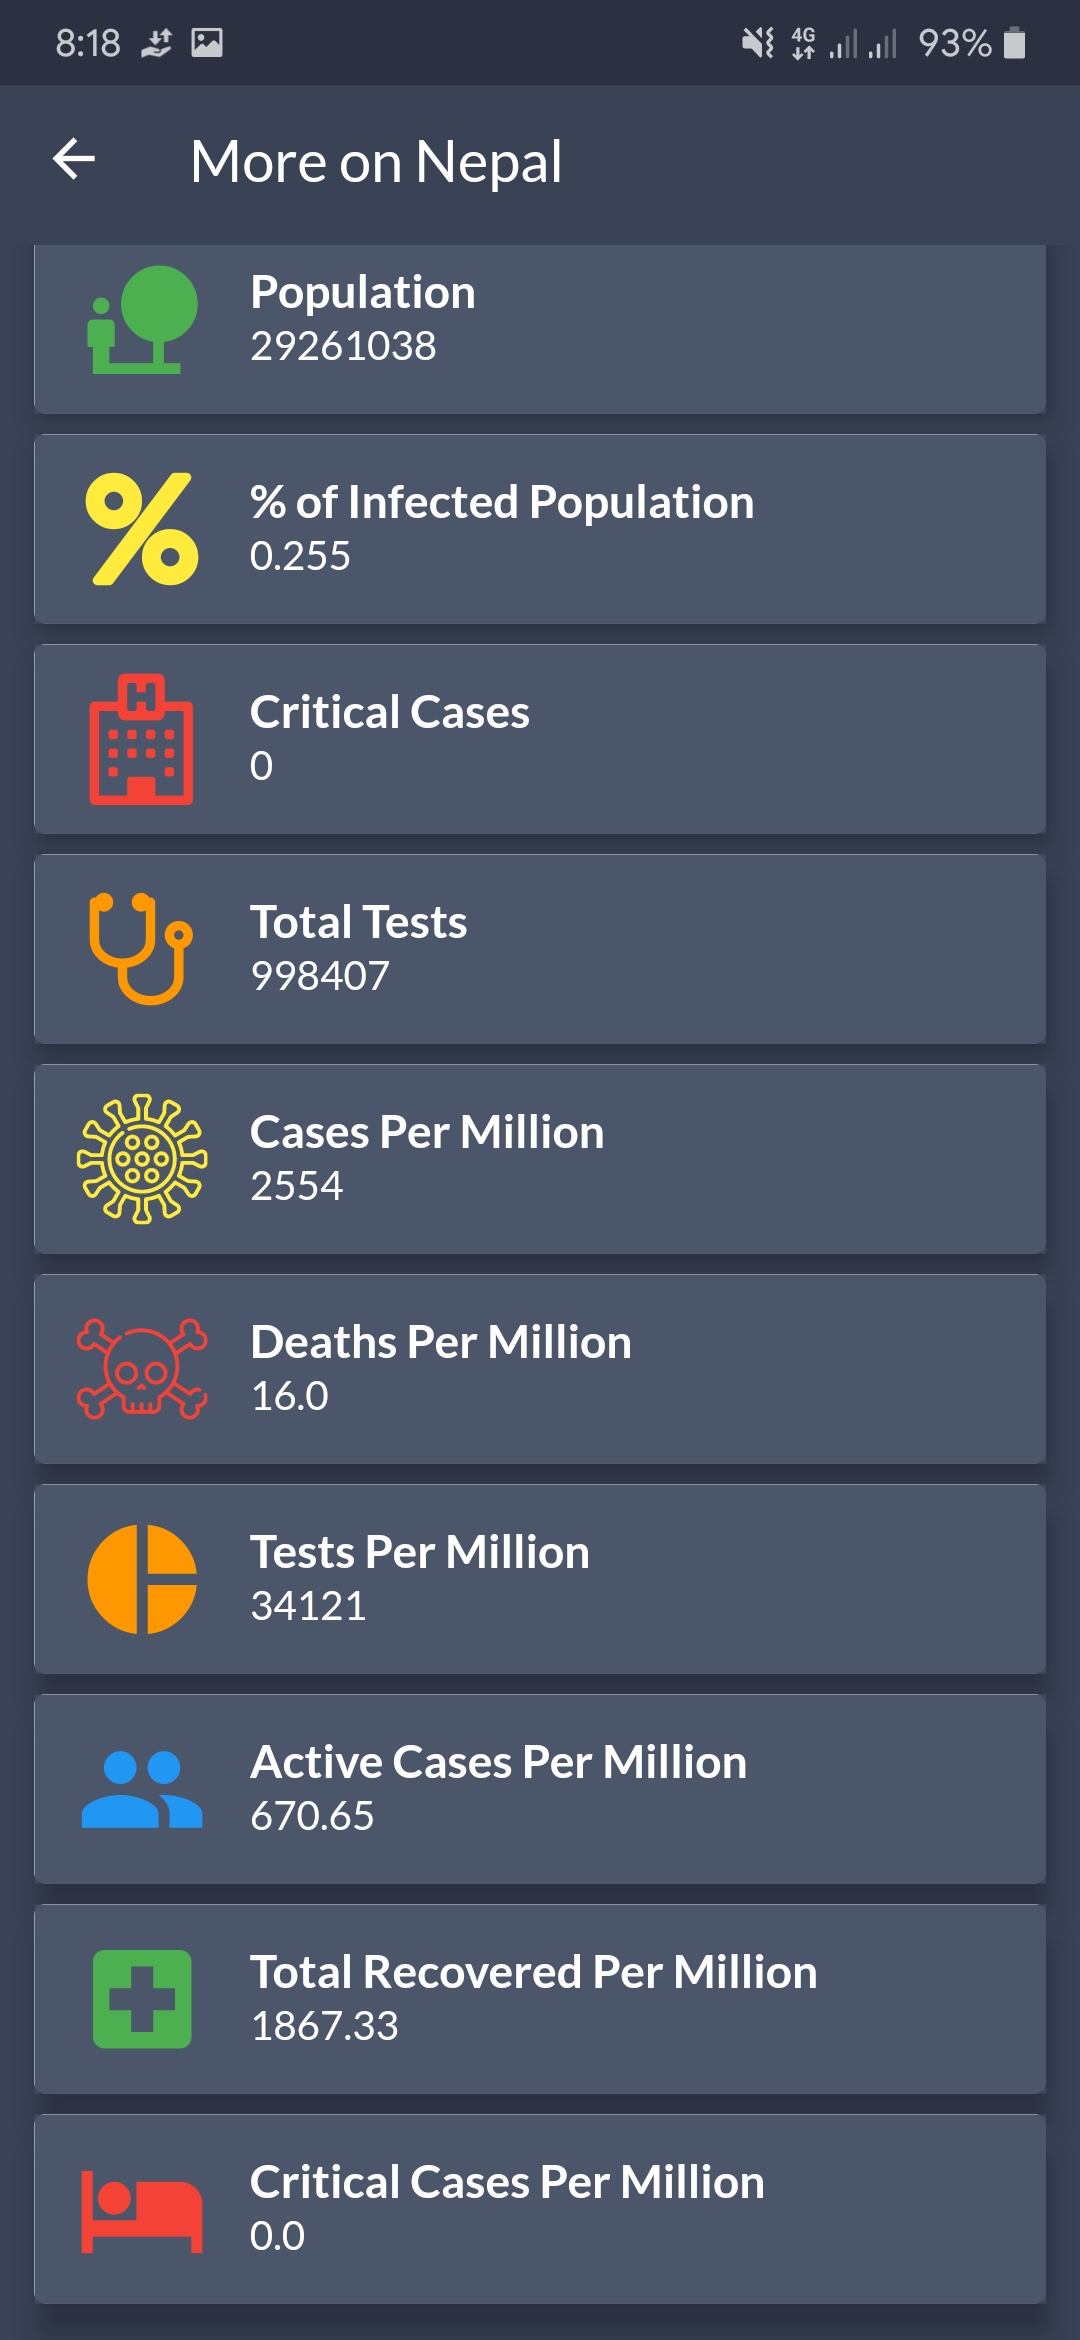 8:18
4G
93%
More on Nepal
Population
29261038
% of Infected Population
0.255
Critical Cases
0
Total Tests
998407
Cases Per Million
2554
Deaths Per Million
16.0
Tests Per Million
34121
Active Cases Per Million
670.65
Total Recovered Per Million
1867.33
Critical Cases Per Million
0.0